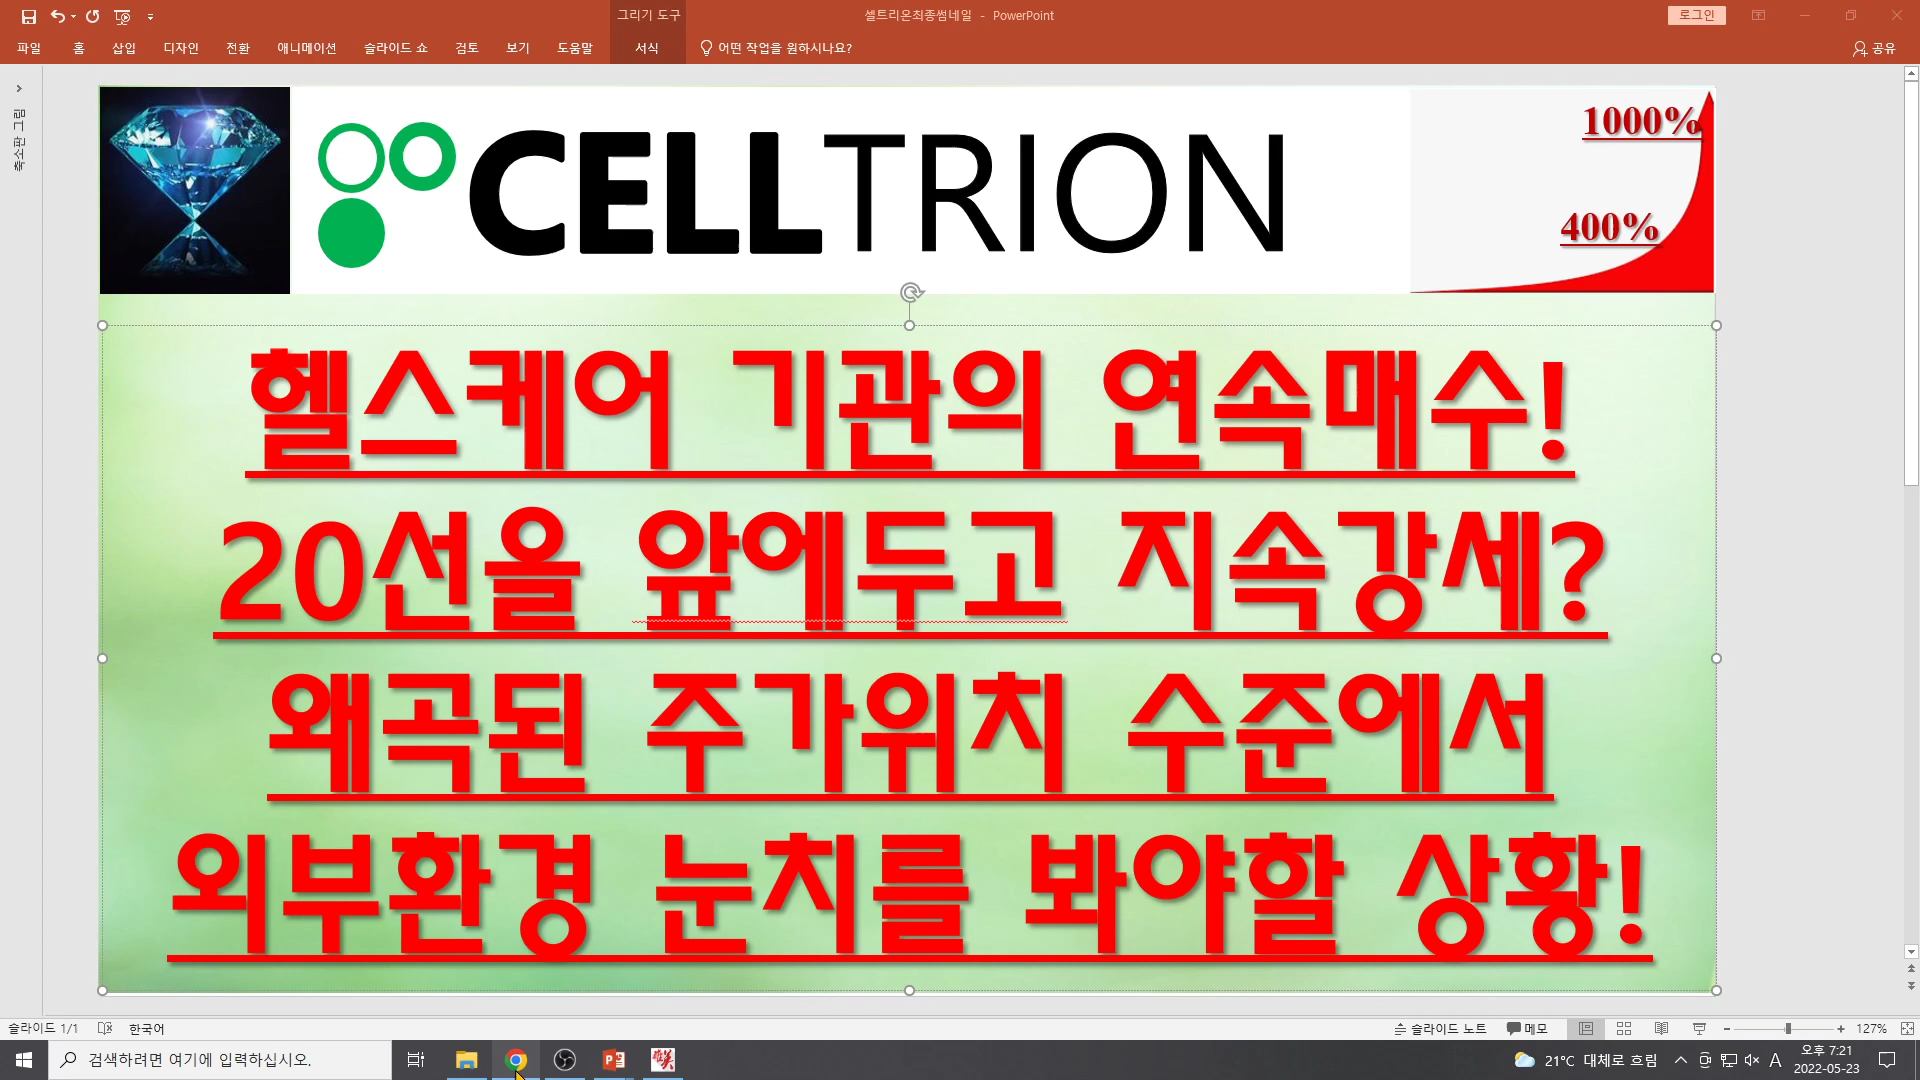 그리기 도구
셀트리온최종썸네일 - PowerPoint
로그인
파일 홈 삽입 디자인 전환 애니메이션 슬라이드 쇼 검토 보기 도움말 서식 어떤 작업을 원하시나요? 공유
축소판 그림
CELLTRION
1000%
400%
헬스케어 기관의 연속매수!
20선을 앞에두고 지속강세?
왜곡된 주가위치 수준에서
외부환경 눈치를 봐야할 상황!
슬라이드 1/1 한국어 슬라이드 노트 메모 127%
검색하려면 여기에 입력하십시오.
21°C 대체로 흐림
A
오후 7:21
2022-05-23